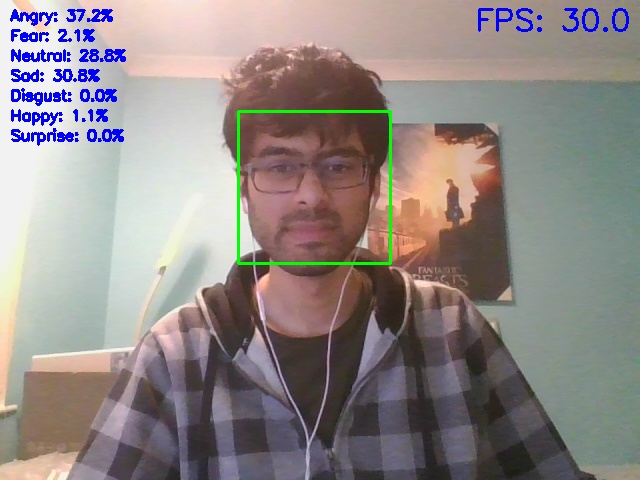 Angry: 37.2%
FPS: 30.0
Fear: 2.1%
Neutral: 28.8%
Sad: 30.8%
Disgust: 0.0%
Happy: 1.1%
Surprise: 0.0%
FANTASTIC
BEASTS